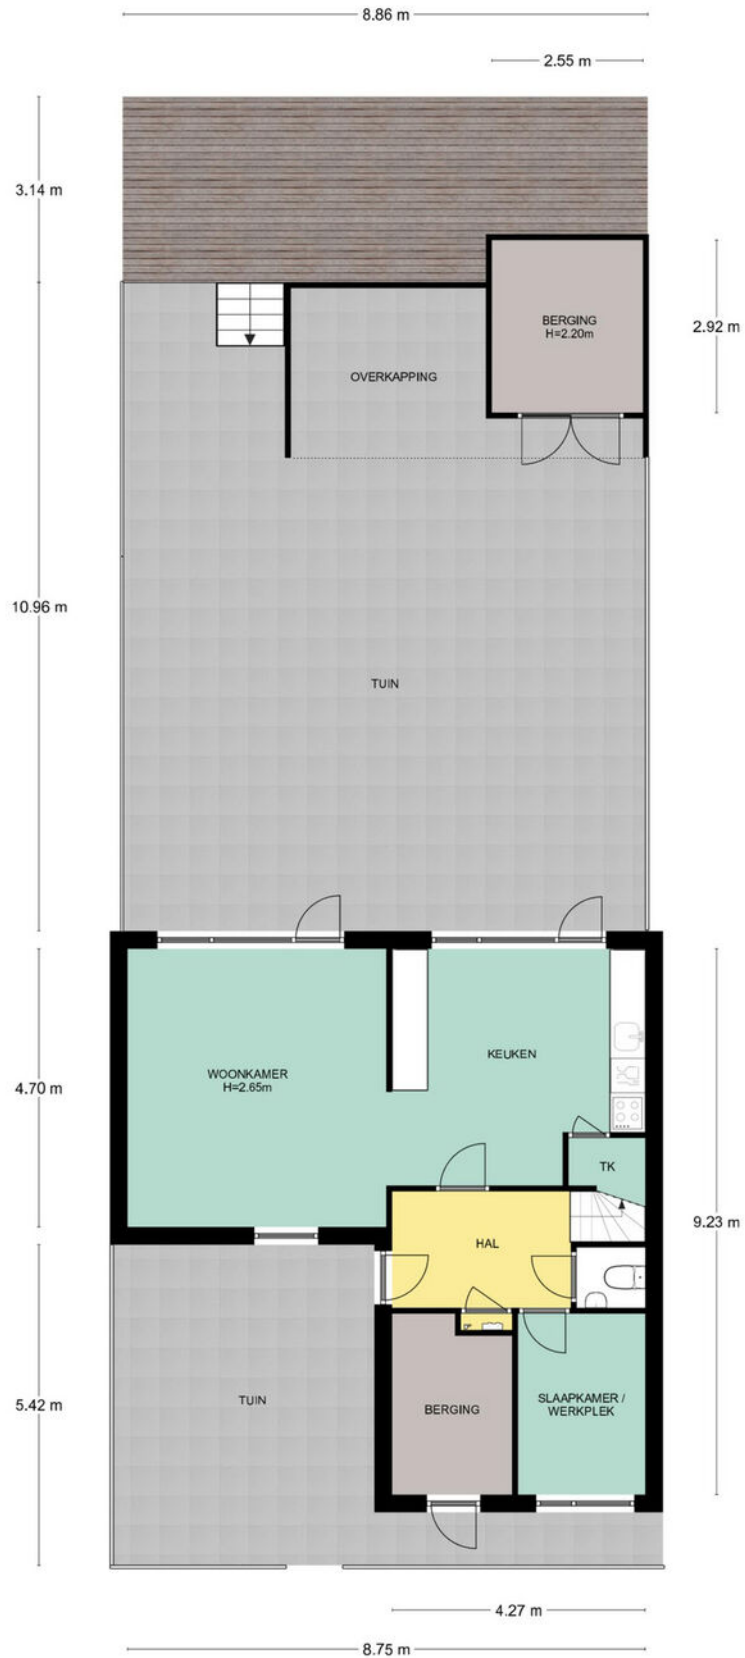 8.86 m
2.55 m
3.14 m
BERGING
H=2.20m
2.92 m
OVERKAPPING
10.96 m
TUIN
KEUKEN
WOONKAMER
H=2.65m
4.70 m
TK
HAL
9.23 m
TUIN
BERGING
SLAAPKAMER /
WERKPLEK
5.42 m
4.27 m
8.75 m